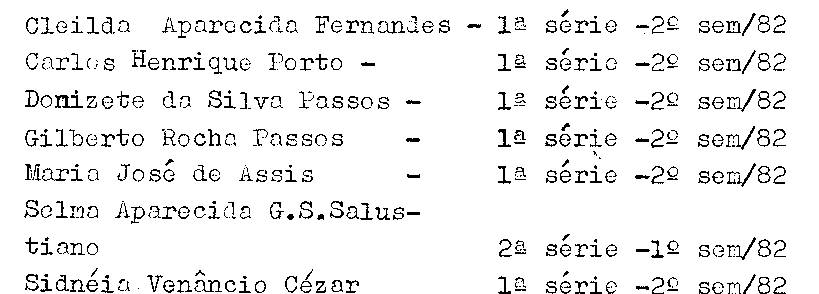 Cleilda Aparecida Fernandes - 1ª série -2º sem/82
Carlos Henrique Porto - 1ª série -2º sem/82
Donizete da Silva Passos - 1ª série -2º sem/82
Gilberto Rocha Passos - 1ª série -2º sem/82
Maria José de Assis - 1ª série -2º sem/82
Selma Aparecida G.S.Salus-
tiano 2ª série -1º sem/82
Sidnéia Venâncio Cézar 1ª série -2º sem/82